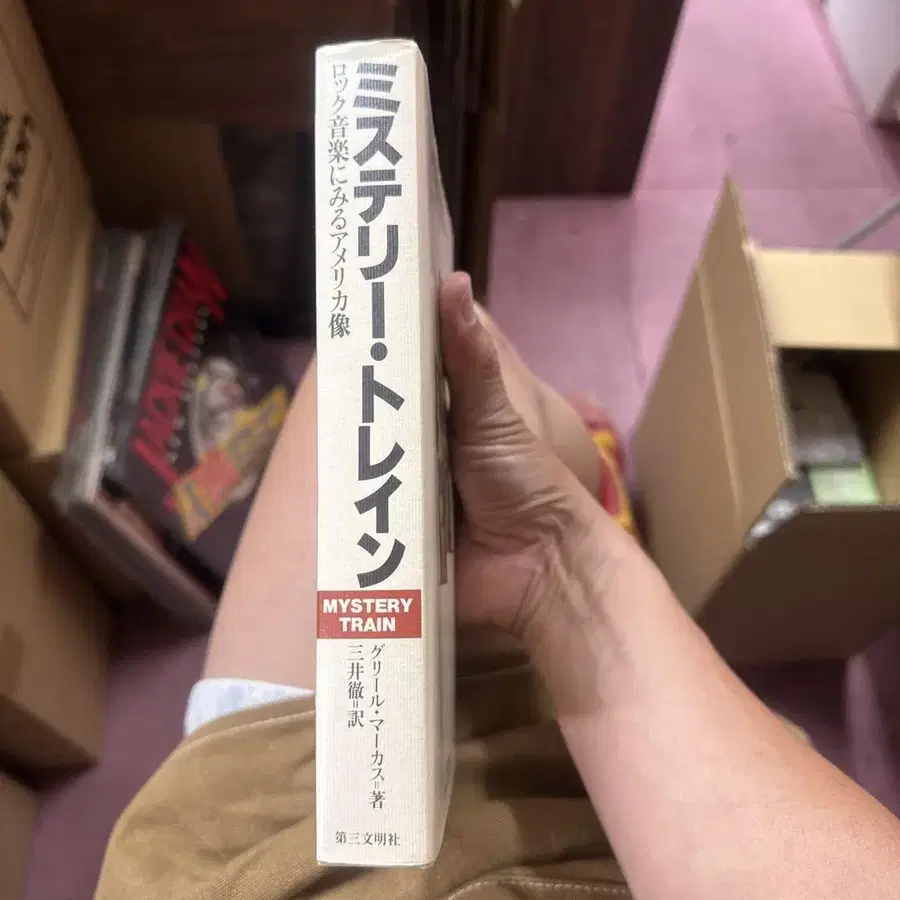 ミステリー・トレイン
ロック音楽にみるアメリカ像
MYSTERY
TRAIN
グリール・マーカス=著
三井徹=訳
第三文明社